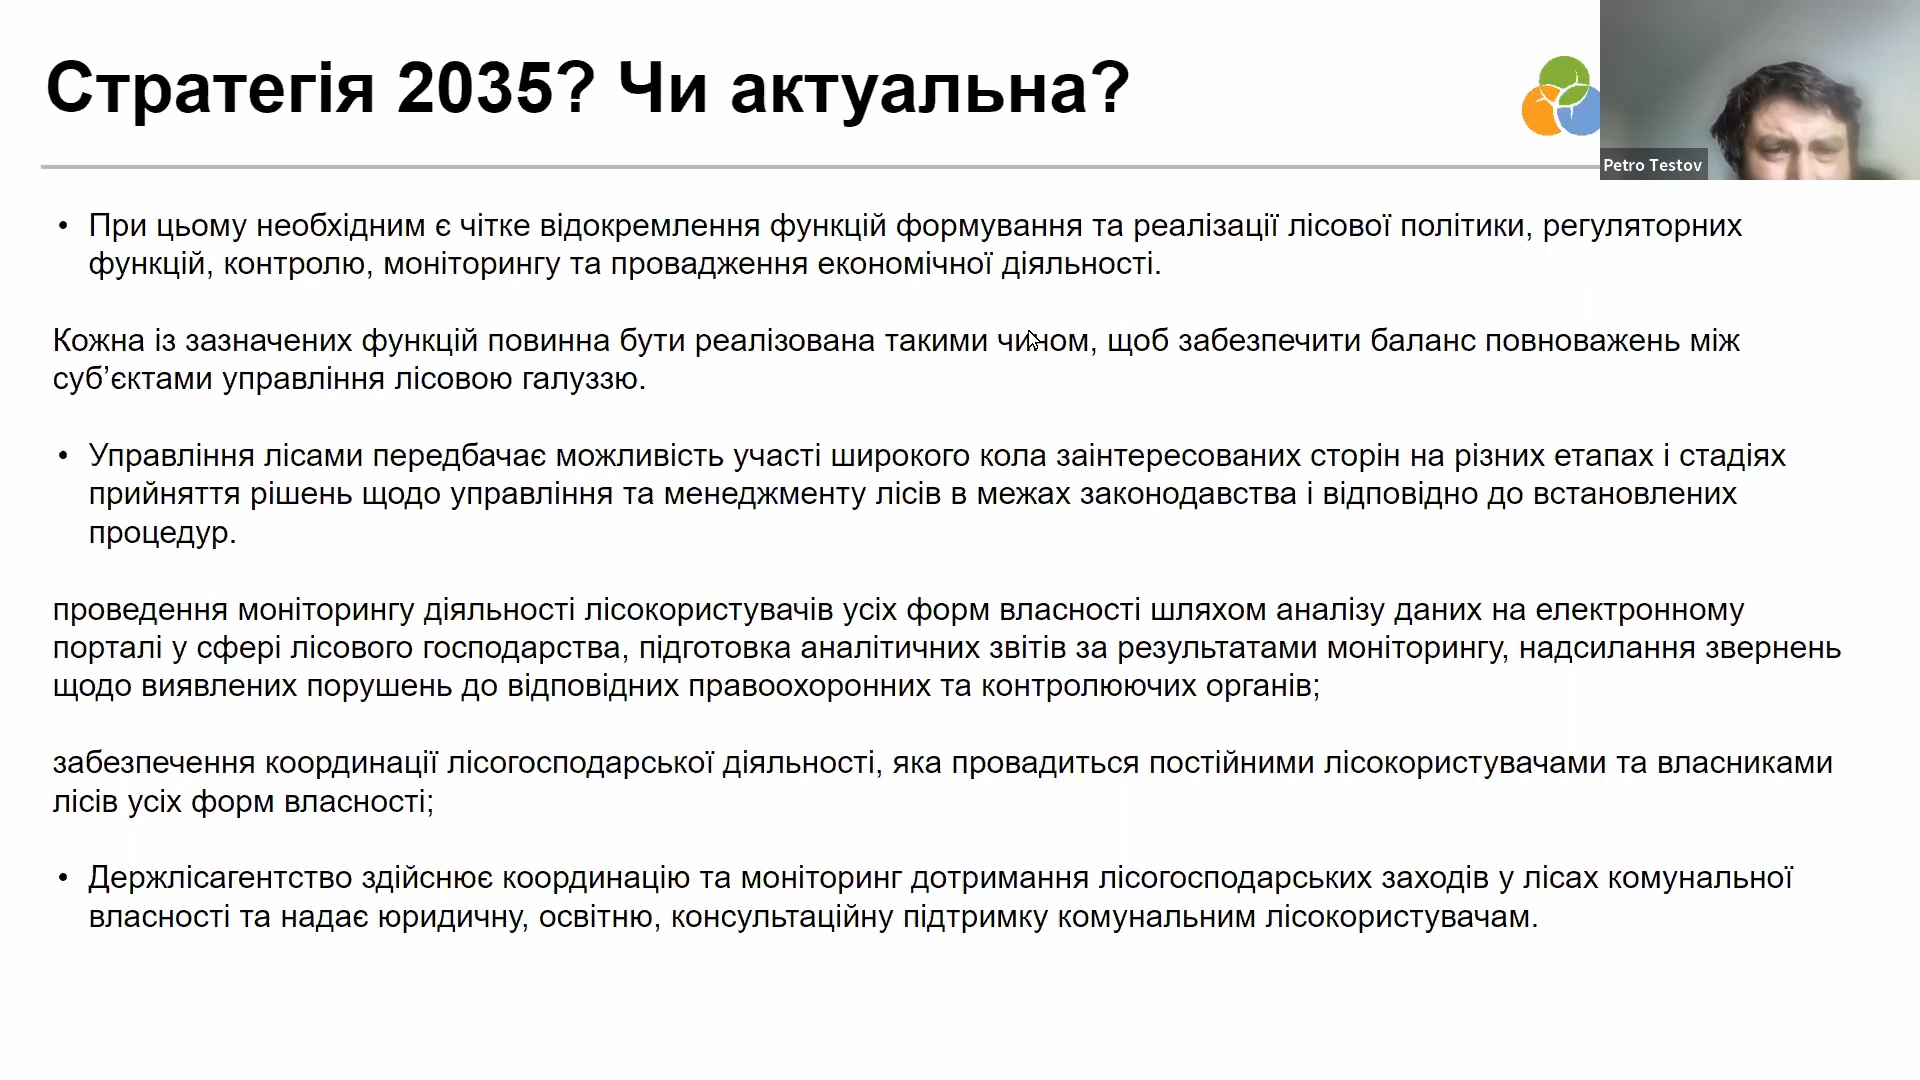 Стратегія 2035? Чи актуальна?
Petro Testov
• При цьому необхідним є чітке відокремлення функцій формування та реалізації лісової політики, регуляторних
функцій, контролю, моніторингу та провадження економічної діяльності.
Кожна із зазначених функцій повинна бути реалізована такими чином, щоб забезпечити баланс повноважень між
суб’єктами управління лісовою галуззю.
• Управління лісами передбачає можливість участі широкого кола заінтересованих сторін на різних етапах і стадіях
прийняття рішень щодо управління та менеджменту лісів в межах законодавства і відповідно до встановлених
процедур.
проведення моніторингу діяльності лісокористувачів усіх форм власності шляхом аналізу даних на електронному
порталі у сфері лісового господарства, підготовка аналітичних звітів за результатами моніторингу, надсилання звернень
щодо виявлених порушень до відповідних правоохоронних та контролюючих органів;
забезпечення координації лісогосподарської діяльності, яка провадиться постійними лісокористувачами та власниками
лісів усіх форм власності;
• Держлісагентство здійснює координацію та моніторинг дотримання лісогосподарських заходів у лісах комунальної
власності та надає юридичну, освітню, консультаційну підтримку комунальним лісокористувачам.